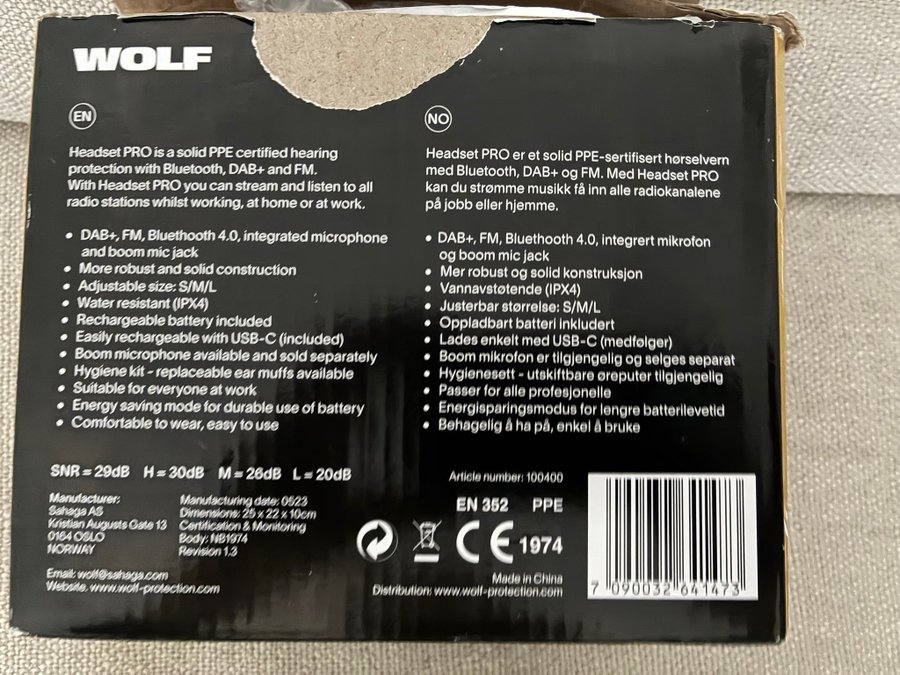 WOLF
EN
Headset PRO is a solid PPE certified hearing
protection with Bluetooth, DAB+ and FM.
With Headset PRO you can stream and listen to all
radio stations whilst working, at home or at work.
• DAB+, FM, Bluethooth 4.0, integrated microphone
and boom mic jack
• More robust and solid construction
• Adjustable size: S/M/L
• Water resistant (IPX4)
• Rechargeable battery included
• Easily rechargeable with USB-C (included)
• Boom microphone available and sold separately
• Hygiene kit - replaceable ear muffs available
• Suitable for everyone at work
• Energy saving mode for durable use of battery
• Comfortable to wear, easy to use
NO
Headset PRO er et solid PPE-sertifisert hørselvern
med Bluetooth, DAB+ og FM. Med Headset PRO
kan du strømme musikk få inn alle radiokanalene
på jobb eller hjemme.
• DAB+, FM, Bluethooth 4.0, integrert mikrofon
og boom mic jack
• Mer robust og solid konstruksjon
• Vannavstøtende (IPX4)
• Justerbar størrelse: S/M/L
• Oppladbart batteri inkludert
• Lades enkelt med USB-C (medfølger)
• Boom mikrofon er tilgjengelig og selges separat
• Hygienesett - utskiftbare øreputer tilgjengelig
• Passer for alle profesjonelle
• Energisparingsmodus for lengre batterilevetid
• Behagelig å ha på, enkel å bruke
SNR = 29dB H = 30dB M = 26dB L = 20dB
Manufacturer:
Sahaga AS
Kristian Augusts Gate 13
0164 OSLO
NORWAY
Manufacturing date: 0523
Dimensions: 25 x 22 x 10cm
Certification & Monitoring
Body: NB1974
Revision 1.3
Email: wolf@sahaga.com
Website: www.wolf-protection.com
Article number: 100400
EN 352 PPE
CE 1974
Made in China
Distribution: www.wolf-protection.com
7 090032 641473